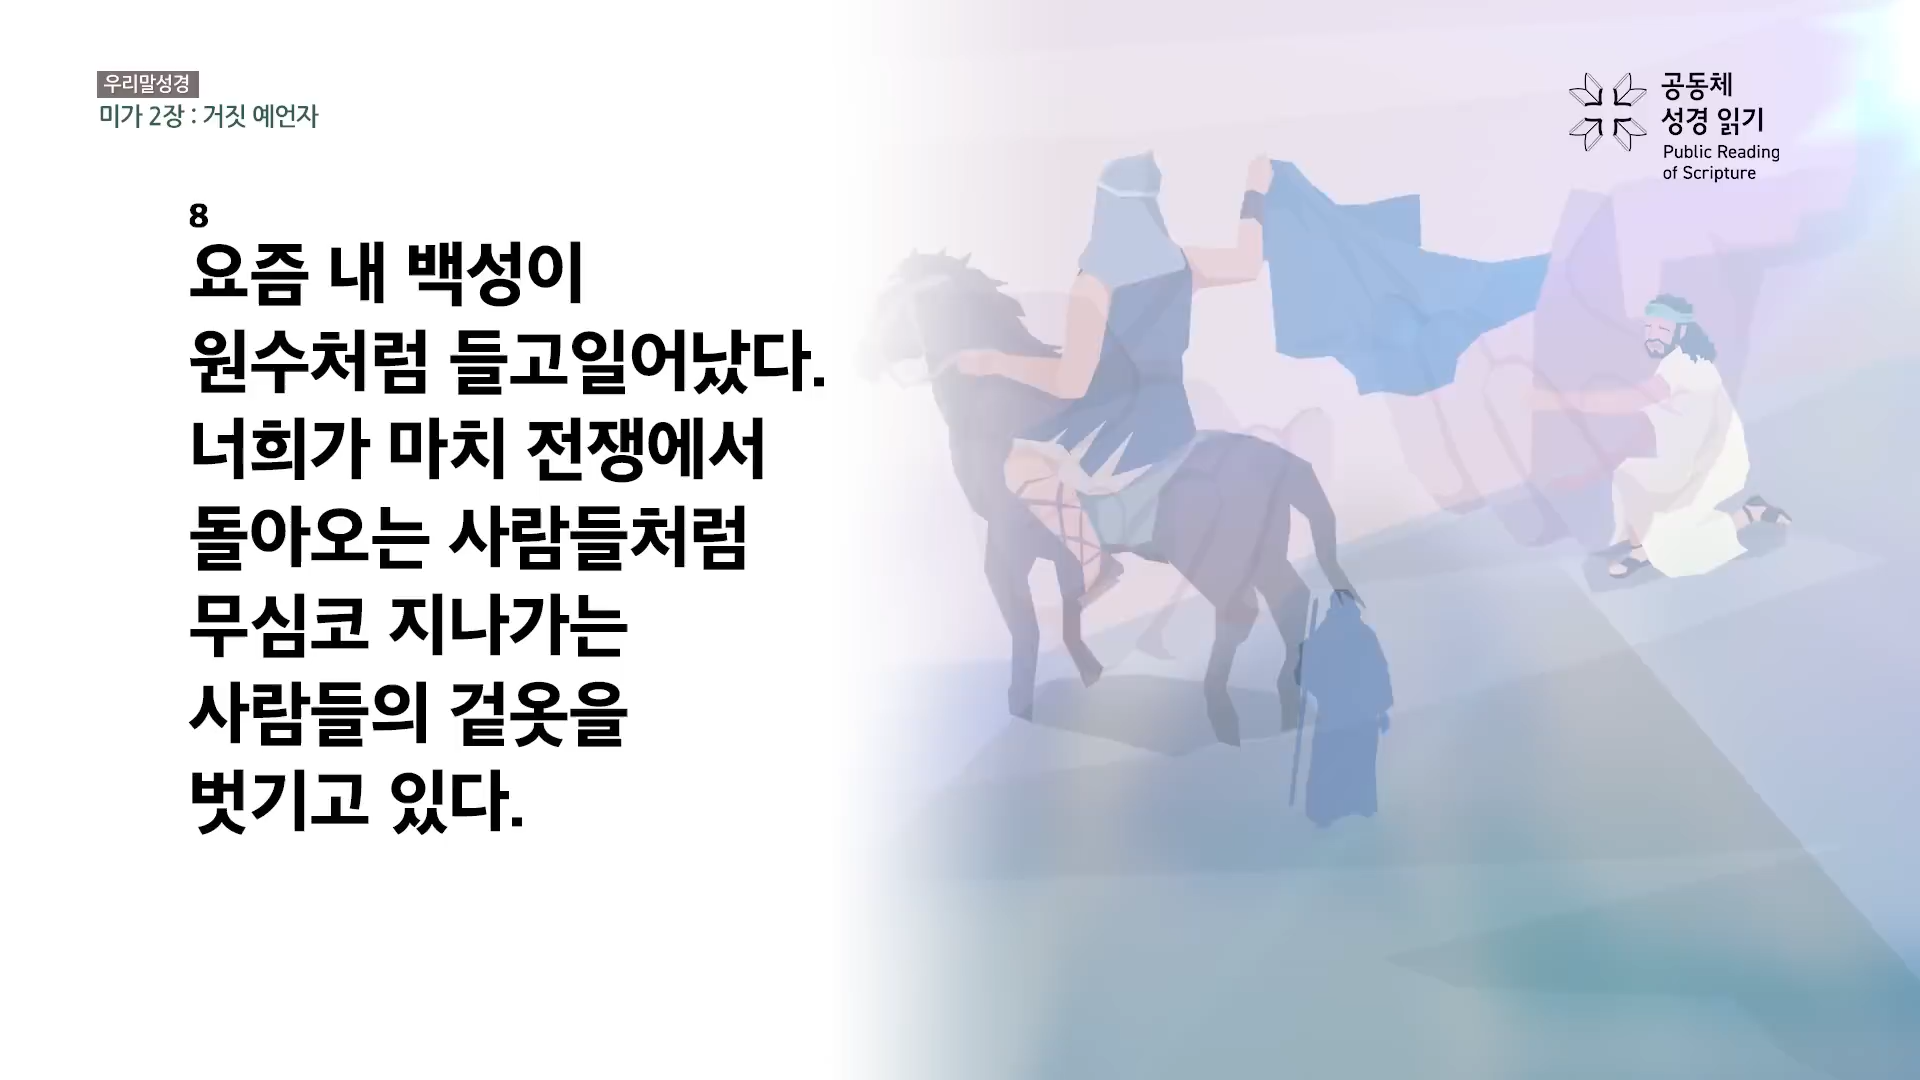 우리말성경
미가 2장 : 거짓 예언자
공동체
성경 읽기
Public Reading
of Scripture
8
요즘 내 백성이
원수처럼 들고일어났다.
너희가 마치 전쟁에서
돌아오는 사람들처럼
무심코 지나가는
사람들의 겉옷을
벗기고 있다.